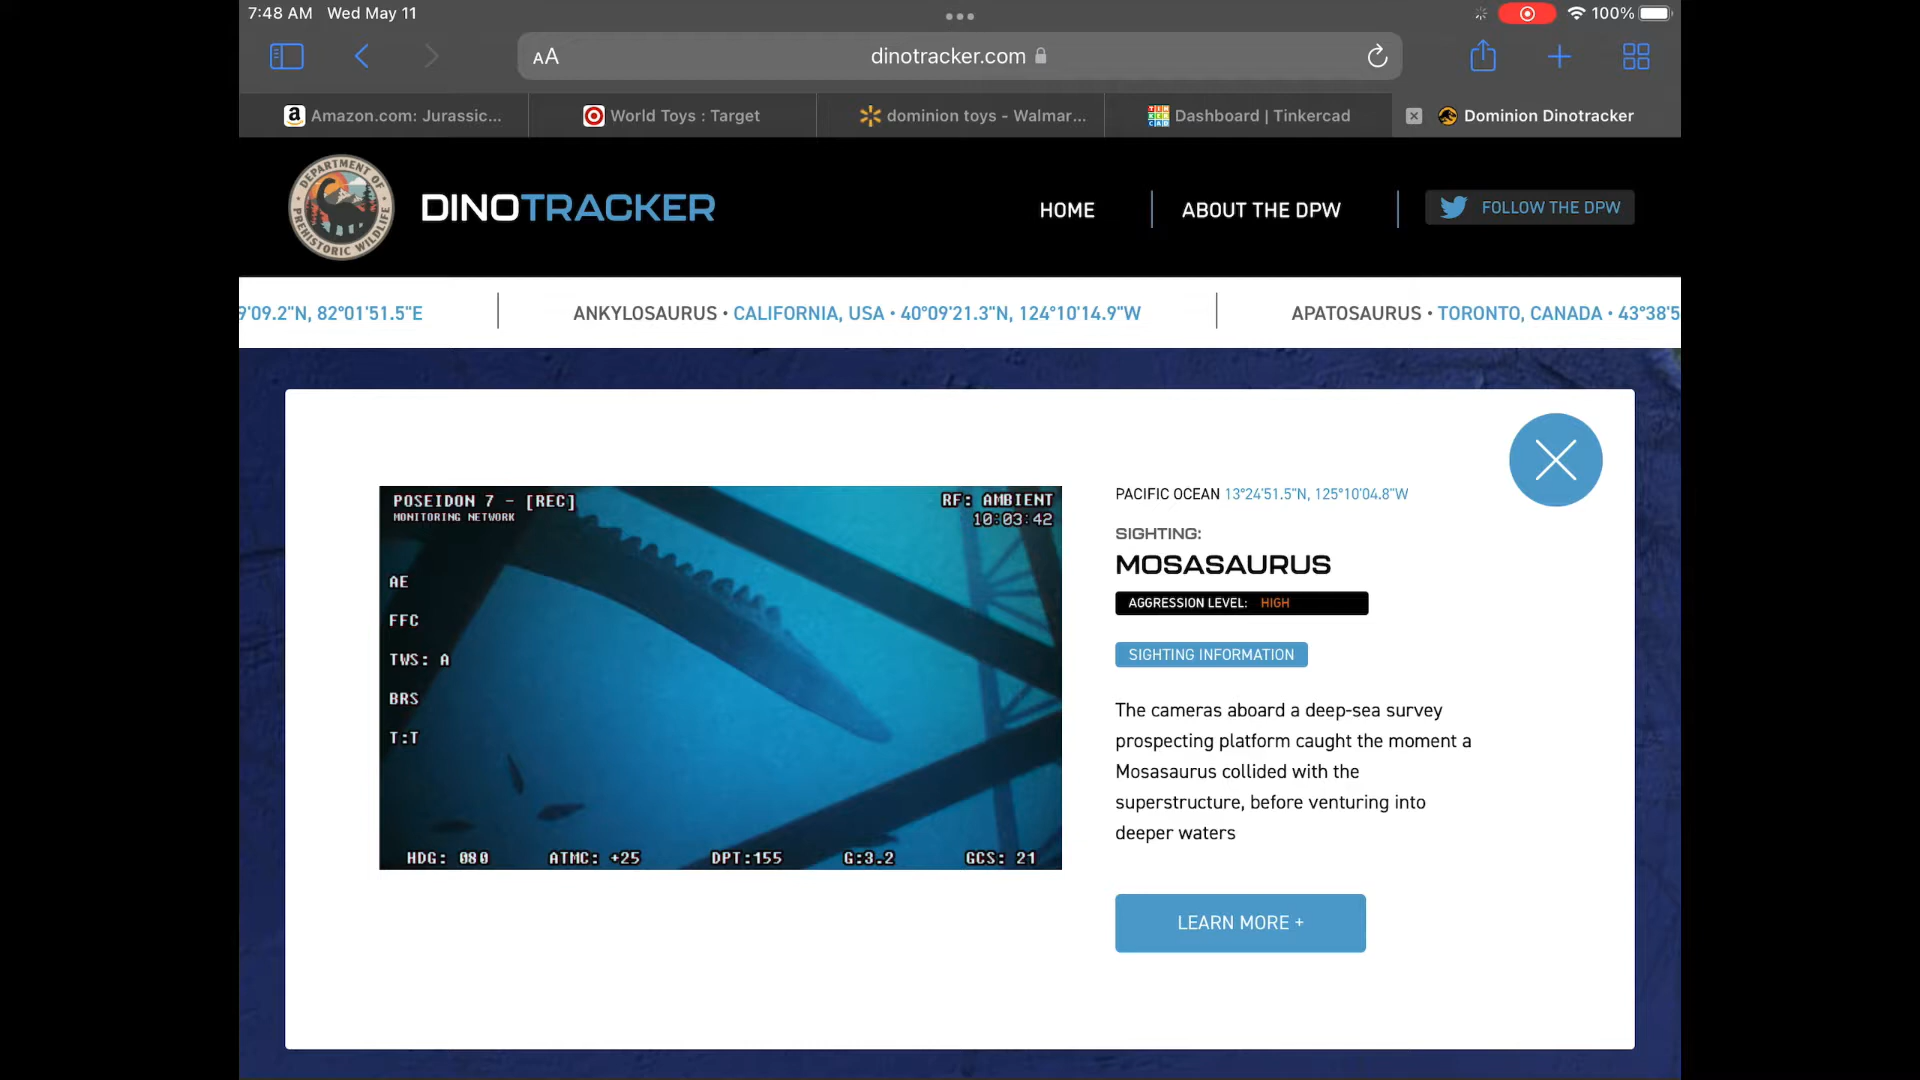 7:48 AM Wed May 11
100%
AA
dinotracker.com
Amazon.com: Jurassic...
World Toys : Target
dominion toys - Walmar...
Dashboard | Tinkercad
Dominion Dinotracker
DEPARTMENT OF
PREHISTORIC WILDLIFE
DINOTRACKER
HOME
ABOUT THE DPW
FOLLOW THE DPW
9'09.2"N, 82°01'51.5"E
ANKYLOSAURUS • CALIFORNIA, USA • 40°09'21.3"N, 124°10'14.9"W
APATOSAURUS • TORONTO, CANADA • 43°38'5
POSEIDON 7 - [REC]
MONITORING NETWORK
RF: AMBIENT
10:03:42
AE
FFC
TWS: A
BRS
T:T
HDG: 080
ATMC: +25
DPT:155
G:3.2
GCS: 21
PACIFIC OCEAN 13°24'51.5"N, 125°10'04.8"W
SIGHTING:
MOSASAURUS
AGGRESSION LEVEL: HIGH
SIGHTING INFORMATION
The cameras aboard a deep-sea survey
prospecting platform caught the moment a
Mosasaurus collided with the
superstructure, before venturing into
deeper waters
LEARN MORE +